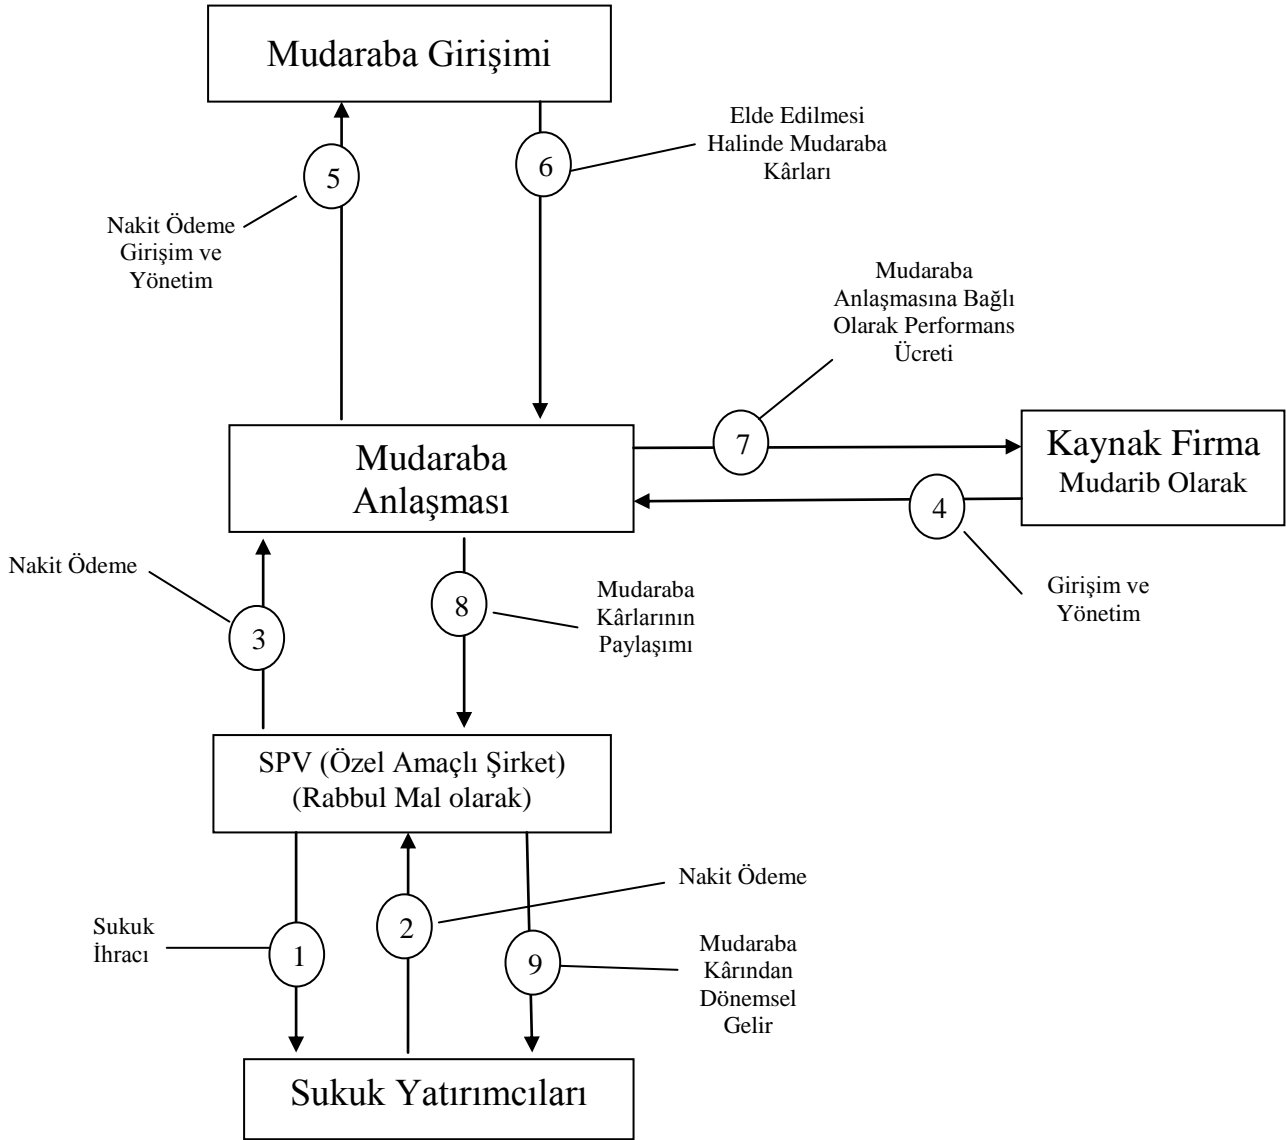 Mudaraba Girişimi
Elde Edilmesi
Halinde Mudaraba
Kârları
6
5
Nakit Ödeme
Girişim ve
Yönetim
Mudaraba
Anlaşmasına Bağlı
Olarak Performans
Ücreti
7
Kaynak Firma
Mudarib Olarak
Mudaraba
Anlaşması
4
Girişim ve
Yönetim
Nakit Ödeme
3
8
Mudaraba
Kârlarının
Paylaşımı
SPV (Özel Amaçlı Şirket)
(Rabbul Mal olarak)
Nakit Ödeme
2
Sukuk
İhracı
1
9
Mudaraba
Kârından
Dönemsel
Gelir
Sukuk Yatırımcıları